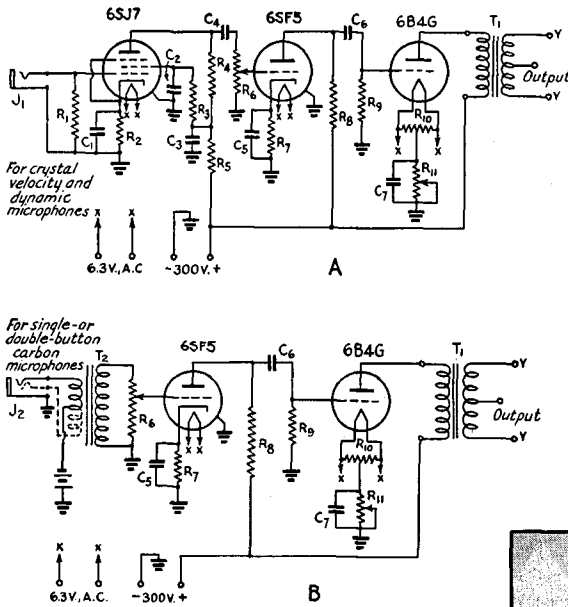 6SJ7
6SF5
6B4G
C4
C6
T1
C2
R4
R6
R3
R1
C1
R2
C3
R5
C5
R7
R8
R9
R10
R11
C7
J1
Y
Output
Y
x x
x x
x x
For crystal
velocity and
dynamic
microphones
x x
6.3V., A.C
-300V. +
A
For single-or
double-button
carbon
microphones
T2
6SF5
C6
6B4G
T1
J2
R6
C5
R7
R8
R9
R10
R11
C7
Y
Output
Y
x x
x x
x x
6.3V., A.C.
-300V. +
B